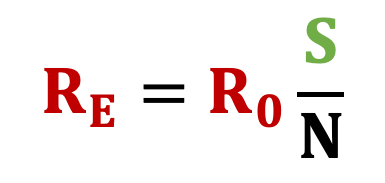 R_E = R_0 S/N